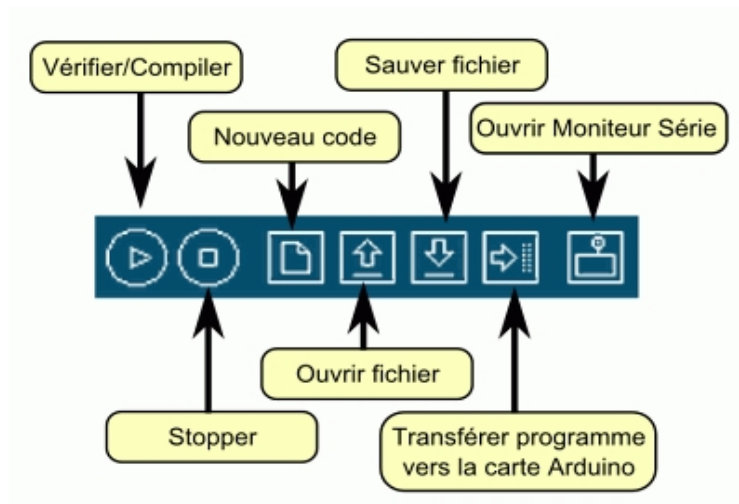 Vérifier/Compiler
Sauver fichier
Nouveau code
Ouvrir Moniteur Série
Ouvrir fichier
Stopper
Transférer programme
vers la carte Arduino